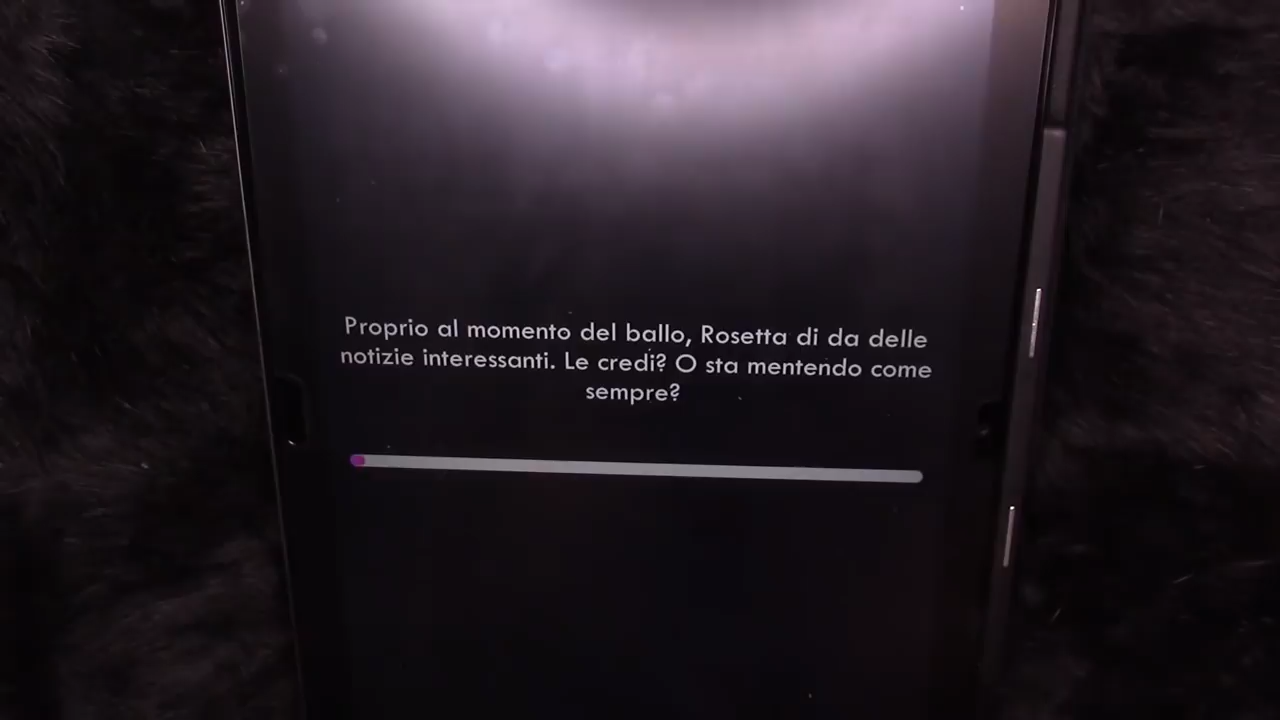 Proprio al momento del ballo, Rosetta di da delle
notizie interessanti. Le credi? O sta mentendo come
sempre?